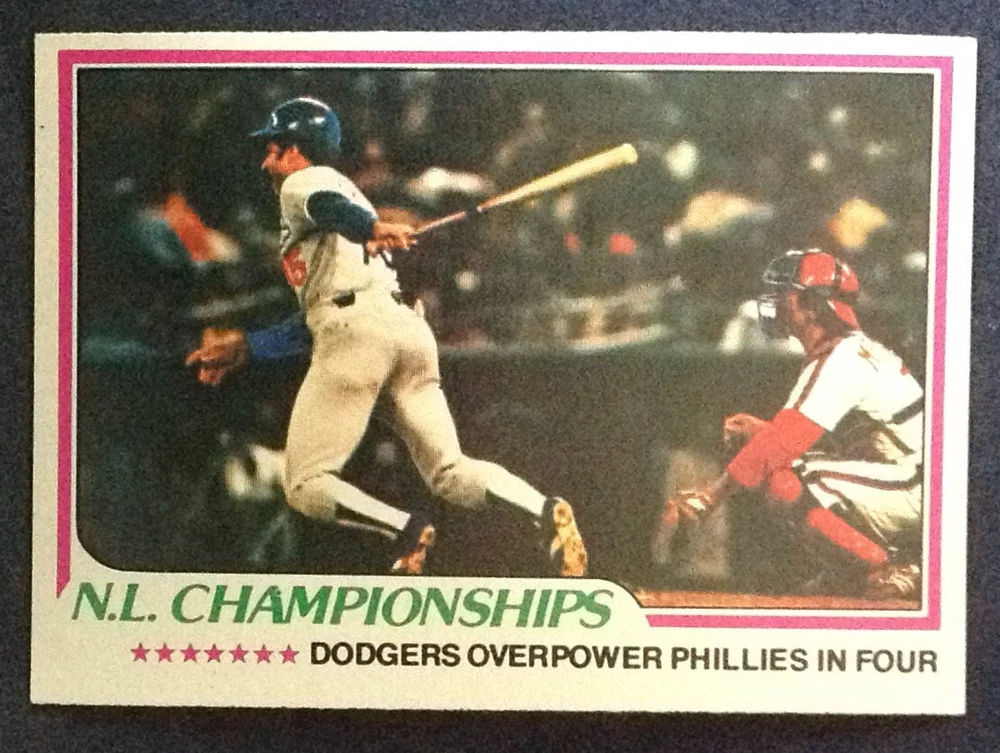 N.L. CHAMPIONSHIPS
★★★★★★★ DODGERS OVERPOWER PHILLIES IN FOUR